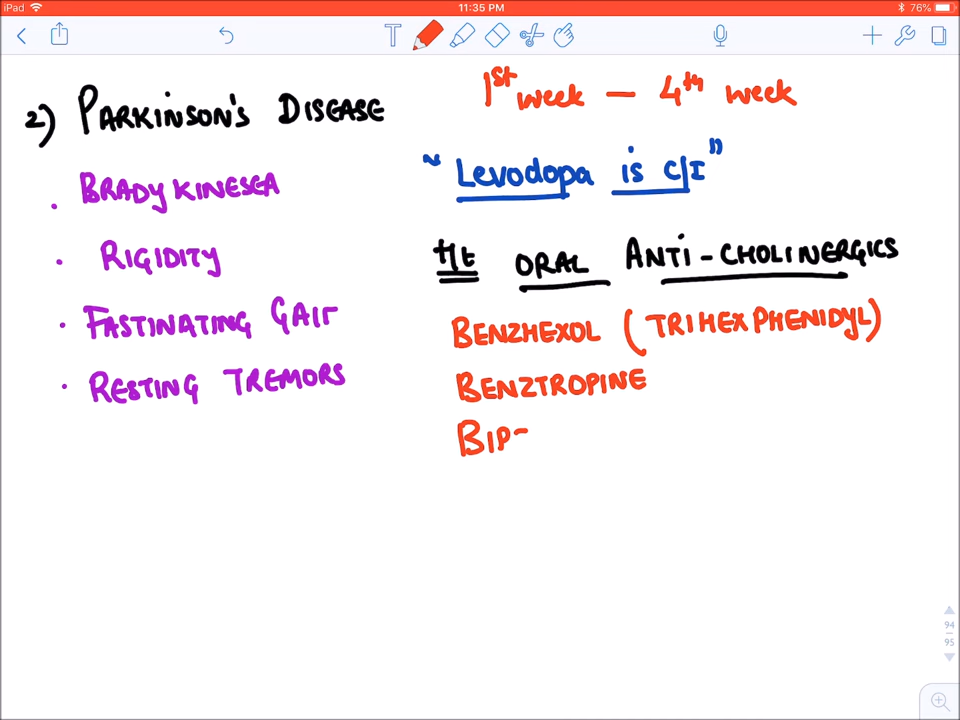 iPad 11:35 PM 76%
T
2) PARKINSON'S DISEASE
1st week — 4th week
"Levodopa is C/I"
• BRADYKINESEA
• RIGIDITY
• FASTINATING GAIT
• RESTING TREMORS
ORAL ANTI-CHOLINERGICS
BENZHEXOL (TRIHEXPHENIDYL)
BENZTROPINE
BIP
94
95